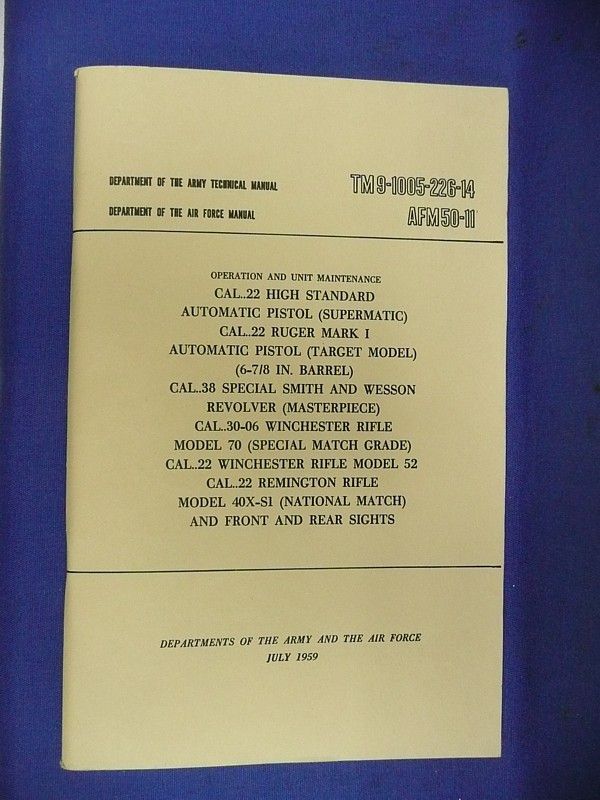 DEPARTMENT OF THE ARMY TECHNICAL MANUAL TM 9-1005-226-14
DEPARTMENT OF THE AIR FORCE MANUAL AFM 50-11
OPERATION AND UNIT MAINTENANCE
CAL..22 HIGH STANDARD
AUTOMATIC PISTOL (SUPERMATIC)
CAL..22 RUGER MARK I
AUTOMATIC PISTOL (TARGET MODEL)
(6-7/8 IN. BARREL)
CAL..38 SPECIAL SMITH AND WESSON
REVOLVER (MASTERPIECE)
CAL..30-06 WINCHESTER RIFLE
MODEL 70 (SPECIAL MATCH GRADE)
CAL..22 WINCHESTER RIFLE MODEL 52
CAL..22 REMINGTON RIFLE
MODEL 40X-S1 (NATIONAL MATCH)
AND FRONT AND REAR SIGHTS
DEPARTMENTS OF THE ARMY AND THE AIR FORCE
JULY 1959